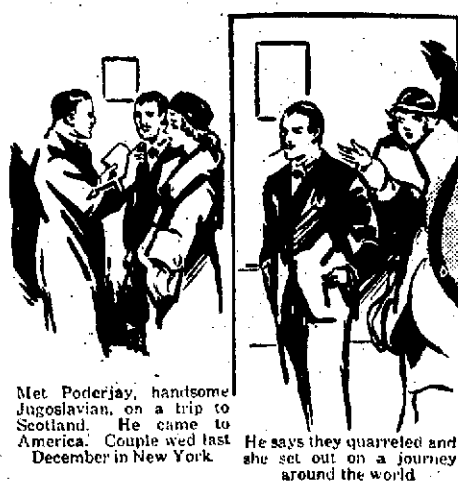 Met Poderjay, handsome
Jugoslavian, on a trip to
Scotland. He came to
America. Couple wed last
December in New York.
He says they quarreled and
she set out on a journey
around the world